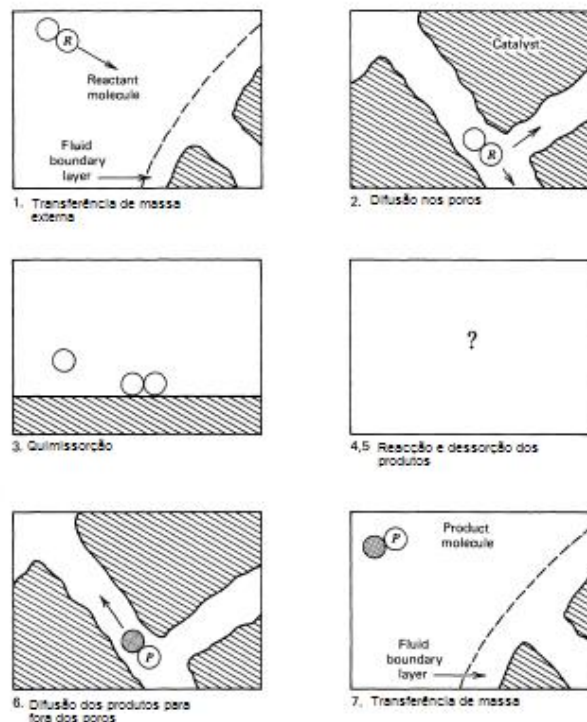 R
Reactant
molecule
Fluid
boundary
layer
1. Transferência de massa
externa
Catalyst
R
2. Difusão nos poros
3. Quimissorção
?
4,5 Reacção e dessorção dos
produtos
P
6. Difusão dos produtos para
fora dos poros
P
Product
molecule
Fluid
boundary
layer
7. Transferência de massa